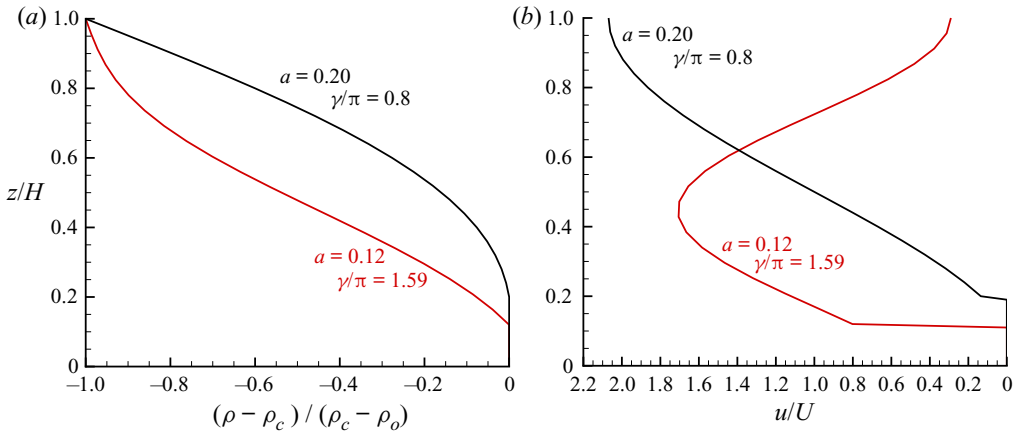 (a)
1.0
0.8
0.6
0.4
0.2
0
z/H
a = 0.20
γ/π = 0.8
a = 0.12
γ/π = 1.59
−1.0 −0.8 −0.6 −0.4 −0.2 0
(ρ − ρc ) / (ρc − ρo)
(b)
1.0
0.8
0.6
0.4
0.2
0
a = 0.20
γ/π = 0.8
a = 0.12
γ/π = 1.59
2.2 2.0 1.8 1.6 1.4 1.2 1.0 0.8 0.6 0.4 0.2 0
u/U